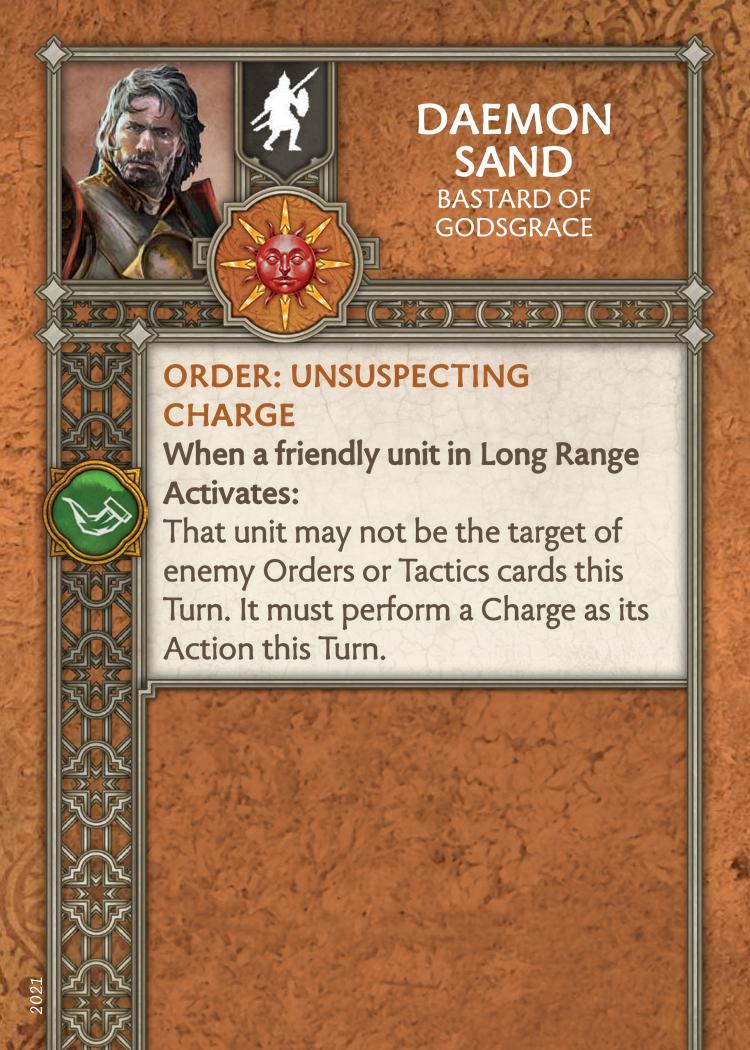 DAEMON
SAND
BASTARD OF
GODSGRACE
ORDER: UNSUSPECTING
CHARGE
When a friendly unit in Long Range
Activates:
That unit may not be the target of
enemy Orders or Tactics cards this
Turn. It must perform a Charge as its
Action this Turn.
2021